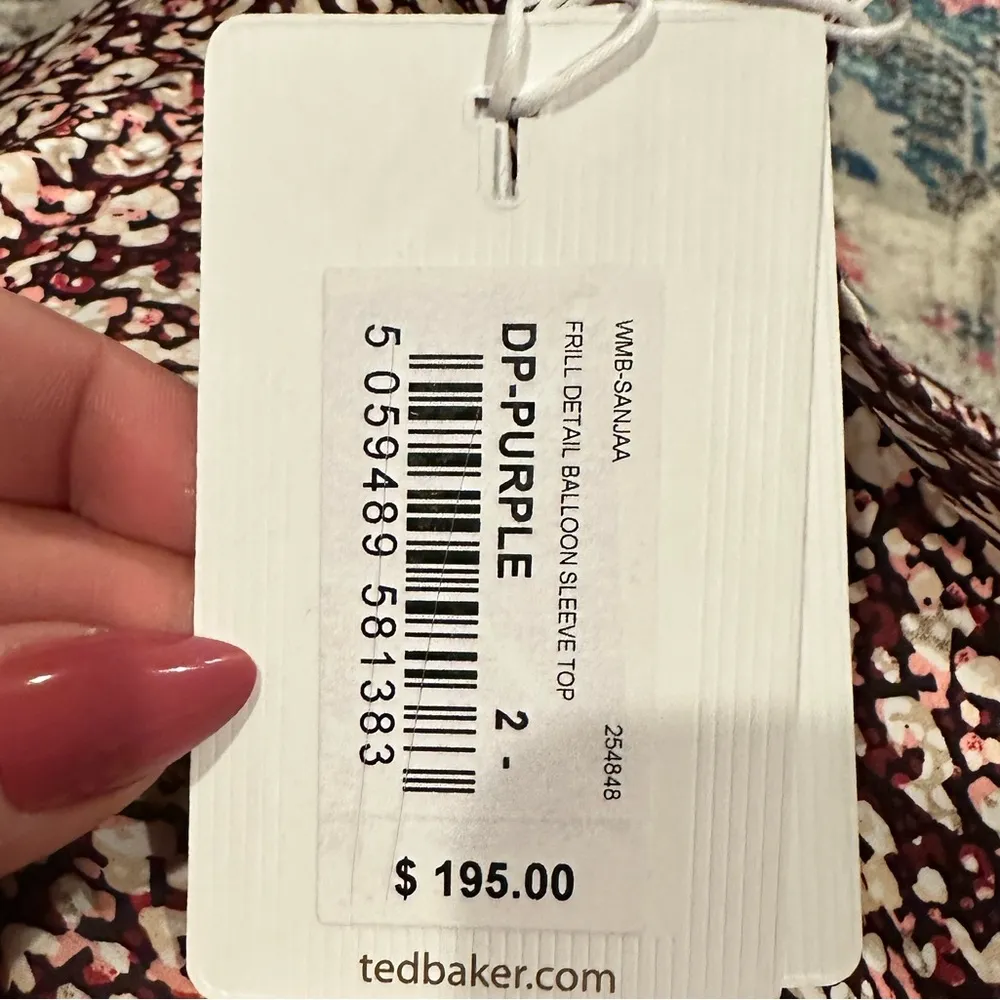 WMB-SANJAA 254848
FRILL DETAIL BALLOON SLEEVE TOP
DP-PURPLE 2 -
5 059489 581383
$ 195.00
tedbaker.com